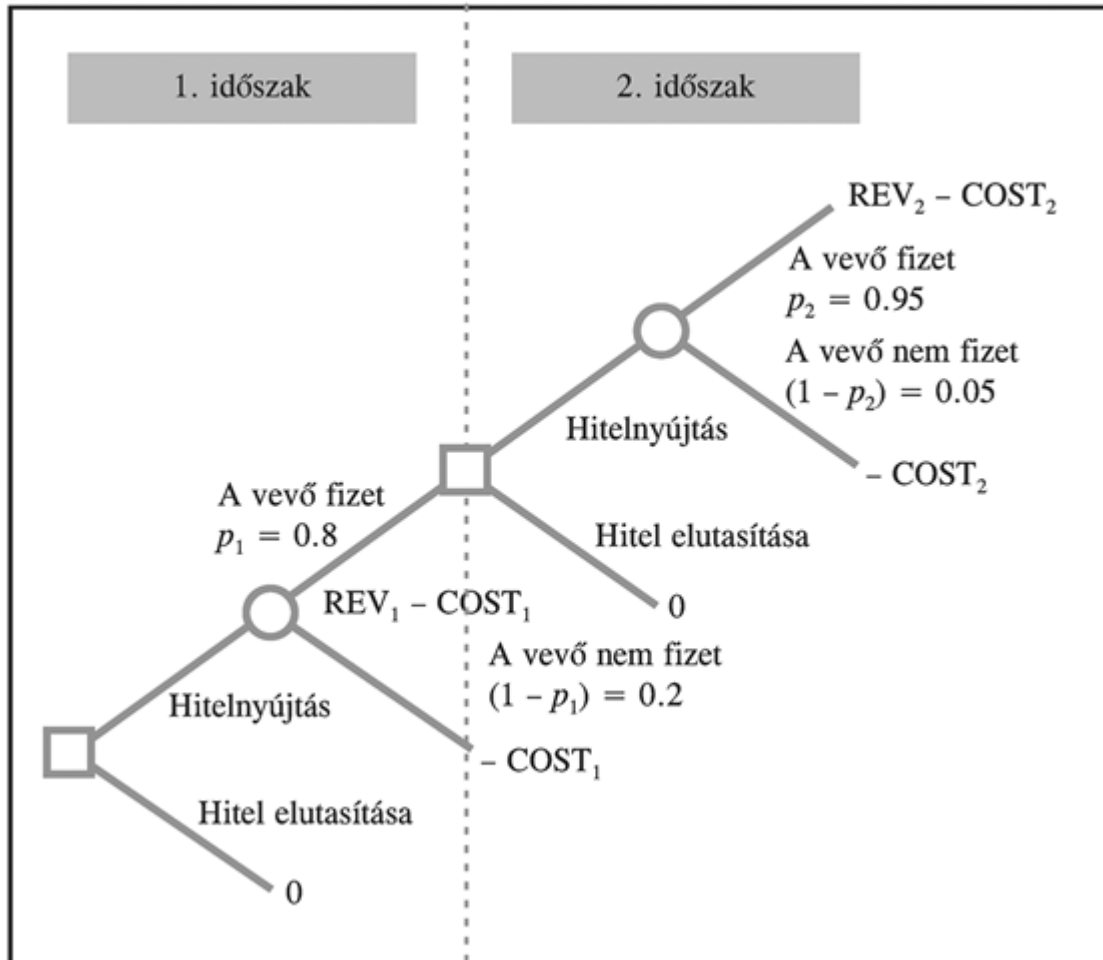 1. időszak
2. időszak
REV₂ – COST₂
A vevő fizet
p₂ = 0.95
A vevő nem fizet
(1 – p₂) = 0.05
Hitelnyújtás
– COST₂
A vevő fizet
p₁ = 0.8
Hitel elutasítása
REV₁ – COST₁
0
A vevő nem fizet
(1 – p₁) = 0.2
Hitelnyújtás
– COST₁
Hitel elutasítása
0